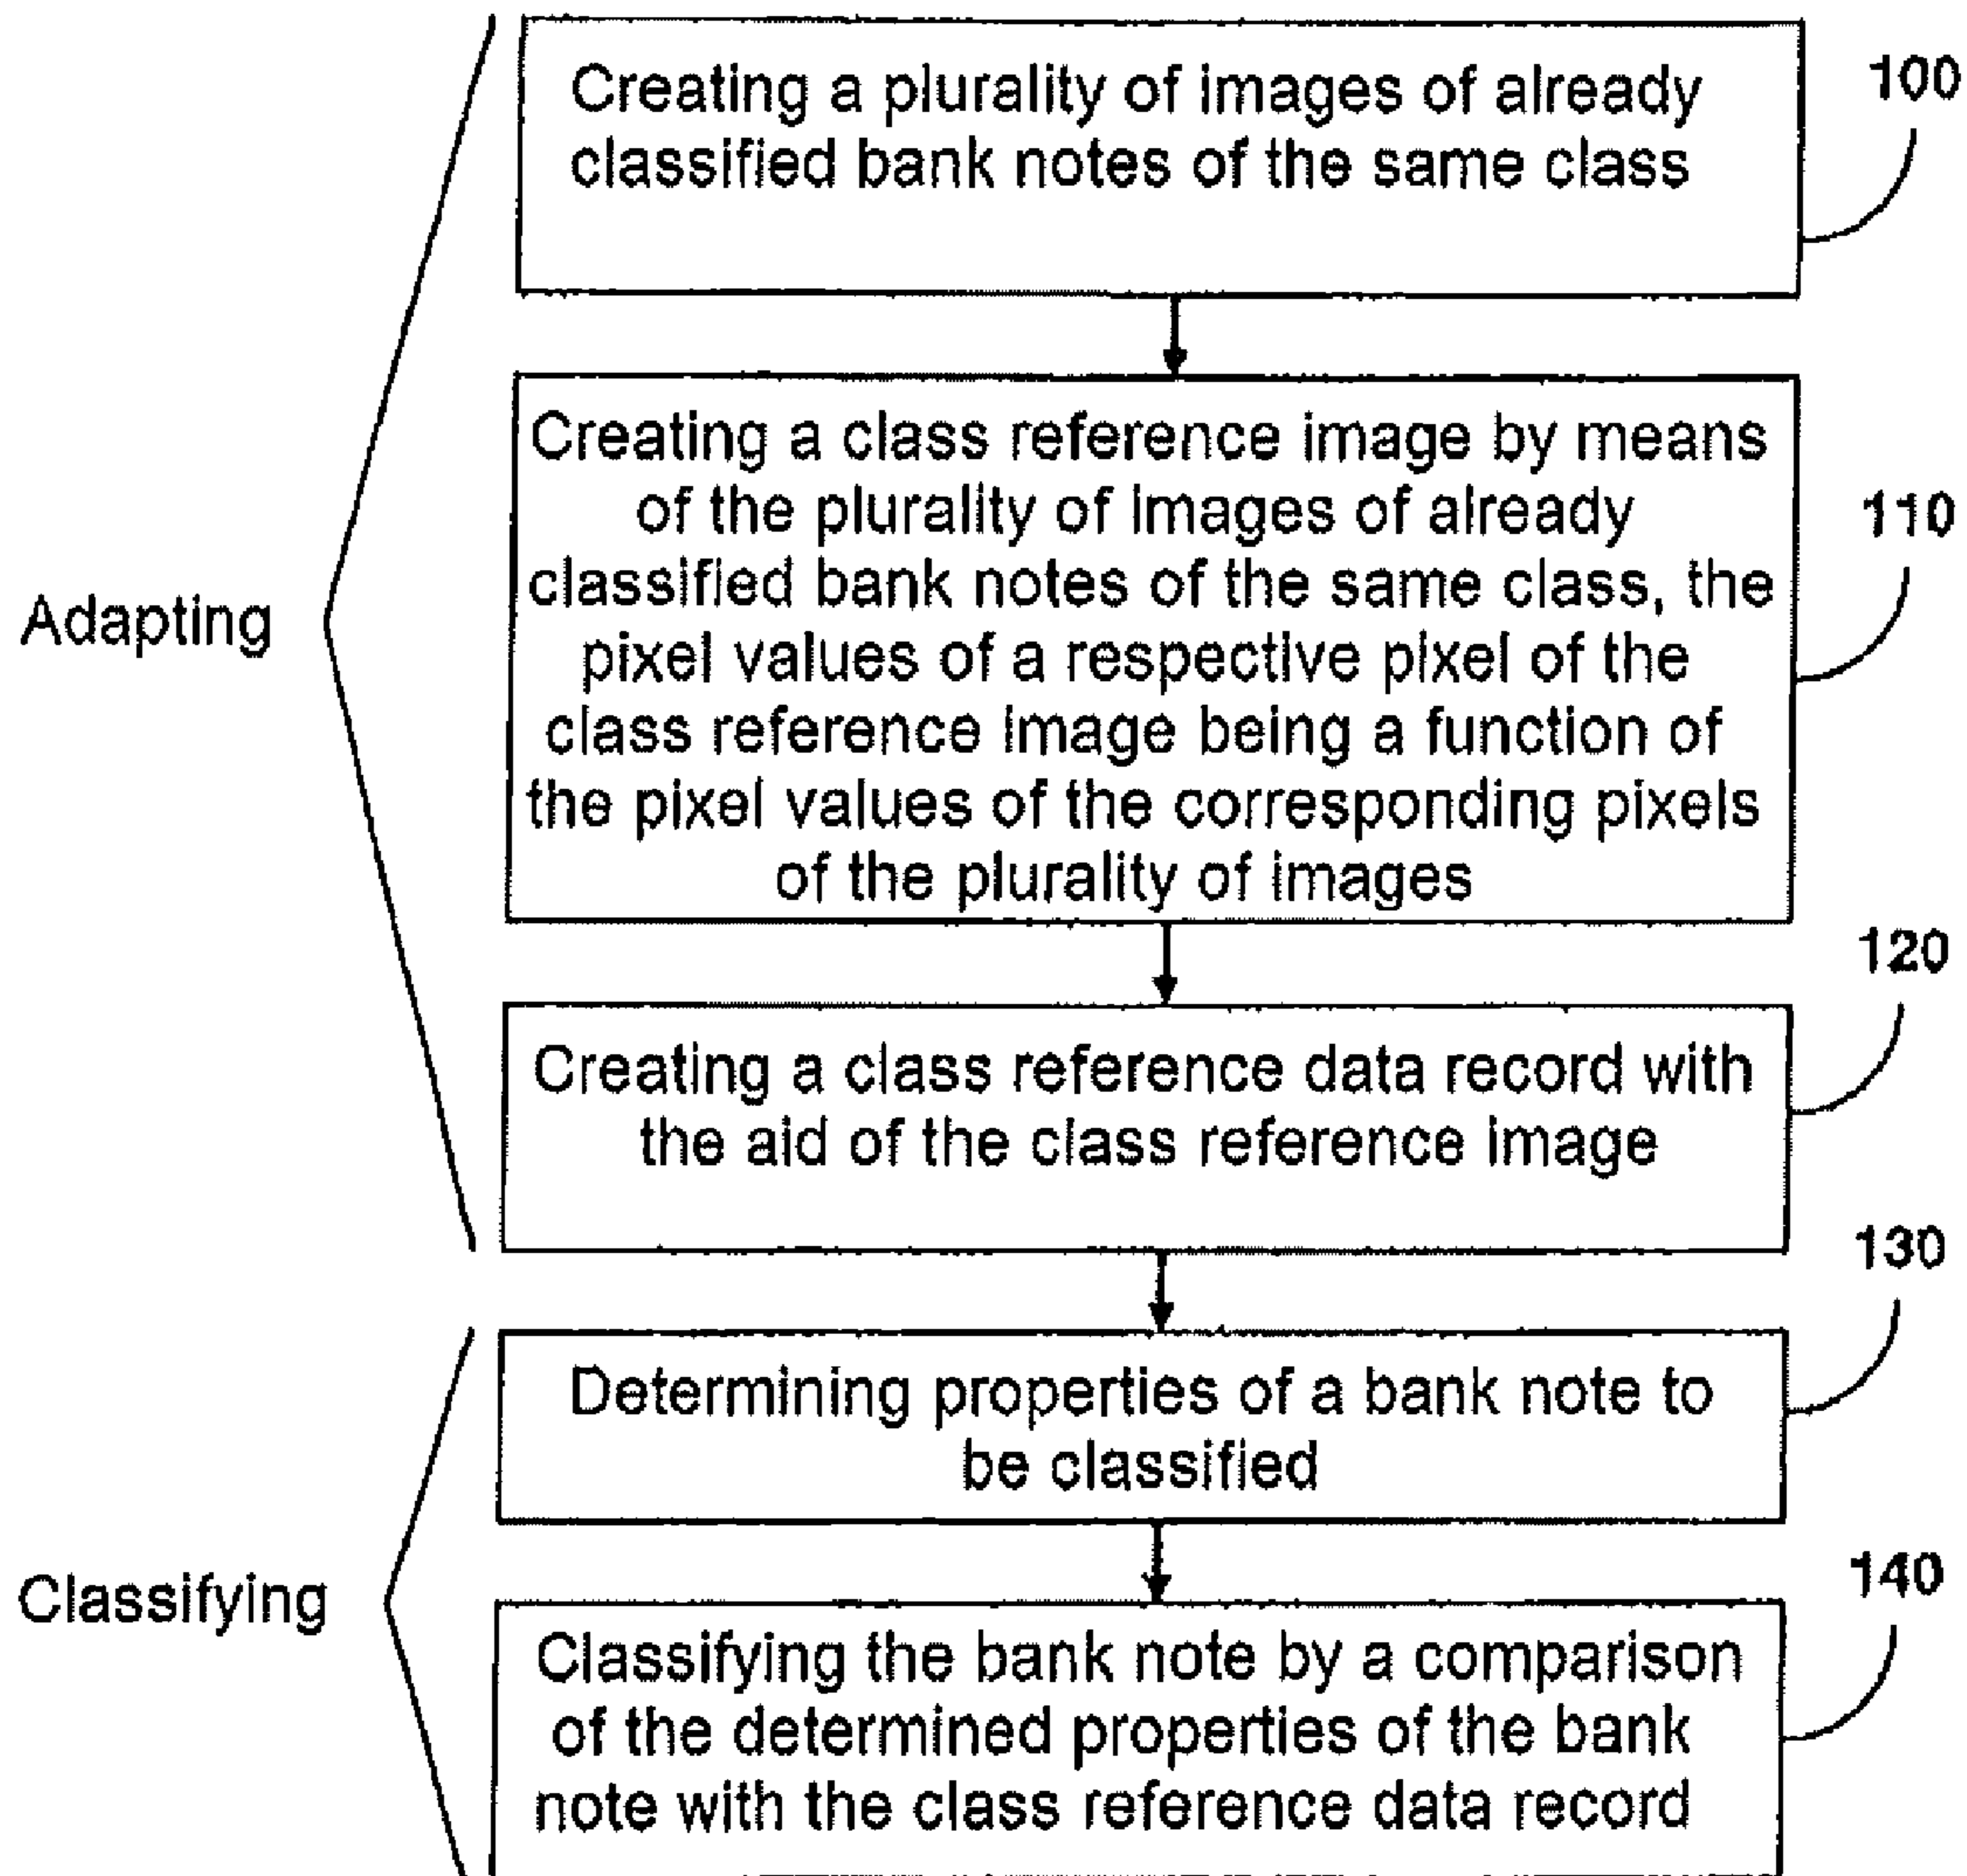 Creating a plurality of images of already
classified bank notes of the same class
100
Creating a class reference image by means
of the plurality of images of already
classified bank notes of the same class, the
pixel values of a respective pixel of the
class reference image being a function of
the pixel values of the corresponding pixels
of the plurality of images
110
Adapting
120
Creating a class reference data record with
the aid of the class reference image
130
Determining properties of a bank note to
be classified
140
Classifying
Classifying the bank note by a comparison
of the determined properties of the bank
note with the class reference data record